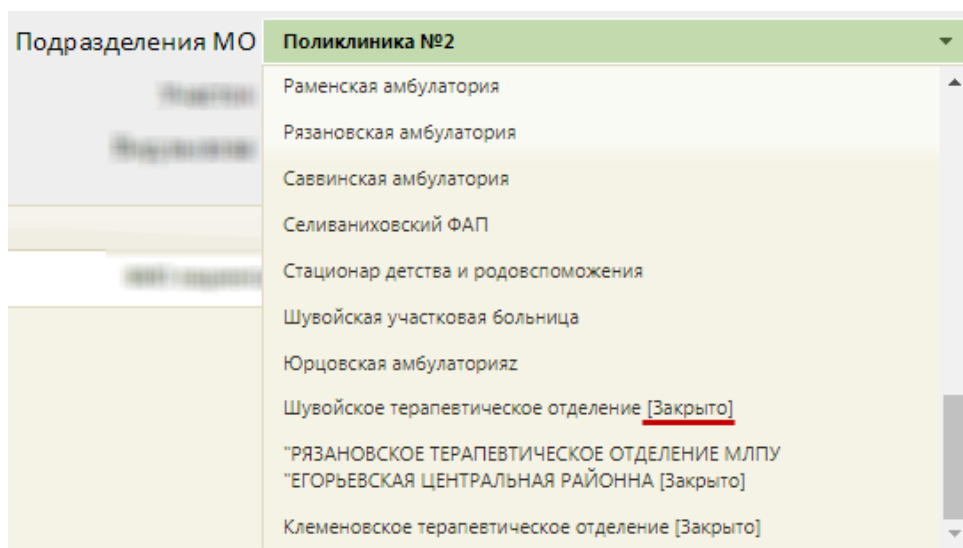 Подразделения МО Поликлиника №2
Раменская амбулатория
Рязановская амбулатория
Саввинская амбулатория
Селиваниховский ФАП
Стационар детства и родовспоможения
Шувойская участковая больница
Юрцовская амбулаторияz
Шувойское терапевтическое отделение [Закрыто]
"РЯЗАНОВСКОЕ ТЕРАПЕВТИЧЕСКОЕ ОТДЕЛЕНИЕ МЛПУ
"ЕГОРЬЕВСКАЯ ЦЕНТРАЛЬНАЯ РАЙОННА [Закрыто]
Клеменовское терапевтическое отделение [Закрыто]